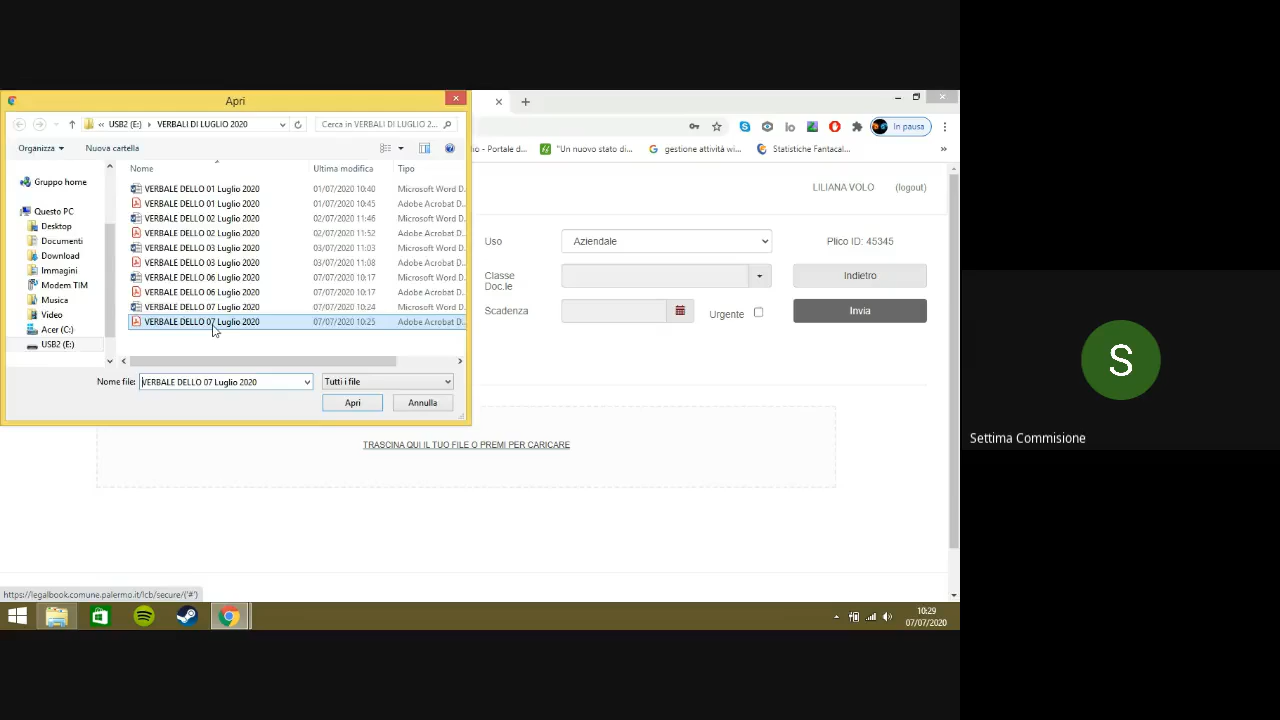 Apri
USB2 (E:) VERBALI DI LUGLIO 2020
Cerca in VERBALI DI LUGLIO 2...
Organizza
Nuova cartella
Nome Ultima modifica Tipo
VERBALE DELLO 01 Luglio 2020 01/07/2020 10:40 Microsoft Word D...
VERBALE DELLO 01 Luglio 2020 01/07/2020 10:45 Adobe Acrobat D...
VERBALE DELLO 02 Luglio 2020 02/07/2020 11:46 Microsoft Word D...
VERBALE DELLO 02 Luglio 2020 02/07/2020 11:52 Adobe Acrobat D...
VERBALE DELLO 03 Luglio 2020 03/07/2020 11:03 Microsoft Word D...
VERBALE DELLO 03 Luglio 2020 03/07/2020 11:08 Adobe Acrobat D...
VERBALE DELLO 06 Luglio 2020 07/07/2020 10:17 Microsoft Word D...
VERBALE DELLO 06 Luglio 2020 07/07/2020 10:17 Adobe Acrobat D...
VERBALE DELLO 07 Luglio 2020 07/07/2020 10:24 Microsoft Word D...
VERBALE DELLO 07 Luglio 2020 07/07/2020 10:25 Adobe Acrobat D...
Gruppo home
Questo PC
Desktop
Documenti
Download
Immagini
Modem TIM
Musica
Video
Acer (C:)
USB2 (E:)
Nome file: VERBALE DELLO 07 Luglio 2020
Tutti i file
Apri
Annulla
In pausa
io - Portale d...
"Un nuovo stato di...
gestione attività wi...
Statistiche Fantacal...
LILIANA VOLO (logout)
Uso Aziendale Plico ID: 45345
Classe
Doc.le
Indietro
Scadenza
Urgente
Invia
TRASCINA QUI IL TUO FILE O PREMI PER CARICARE
https://legalbook.comune.palermo.it/lcb/secure/('#')
10:29
07/07/2020
S
Settima Commisione